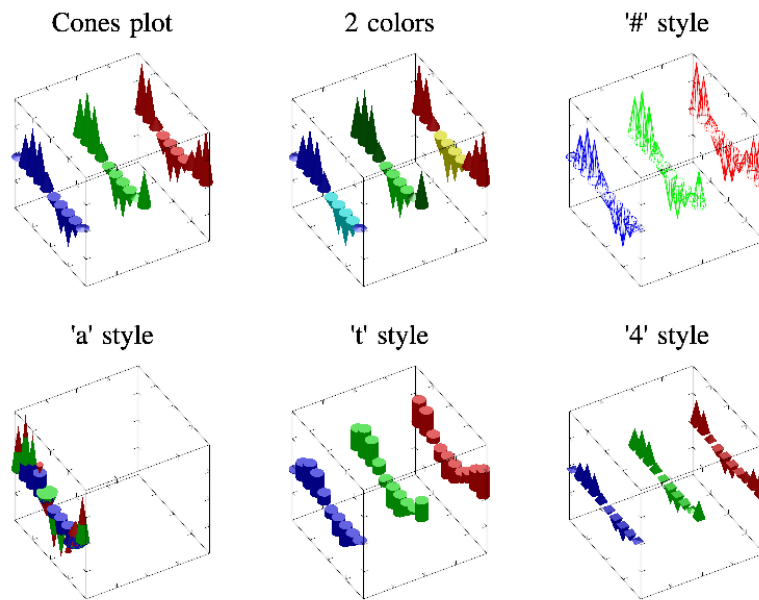 Cones plot
2 colors
'#' style
'a' style
't' style
'4' style